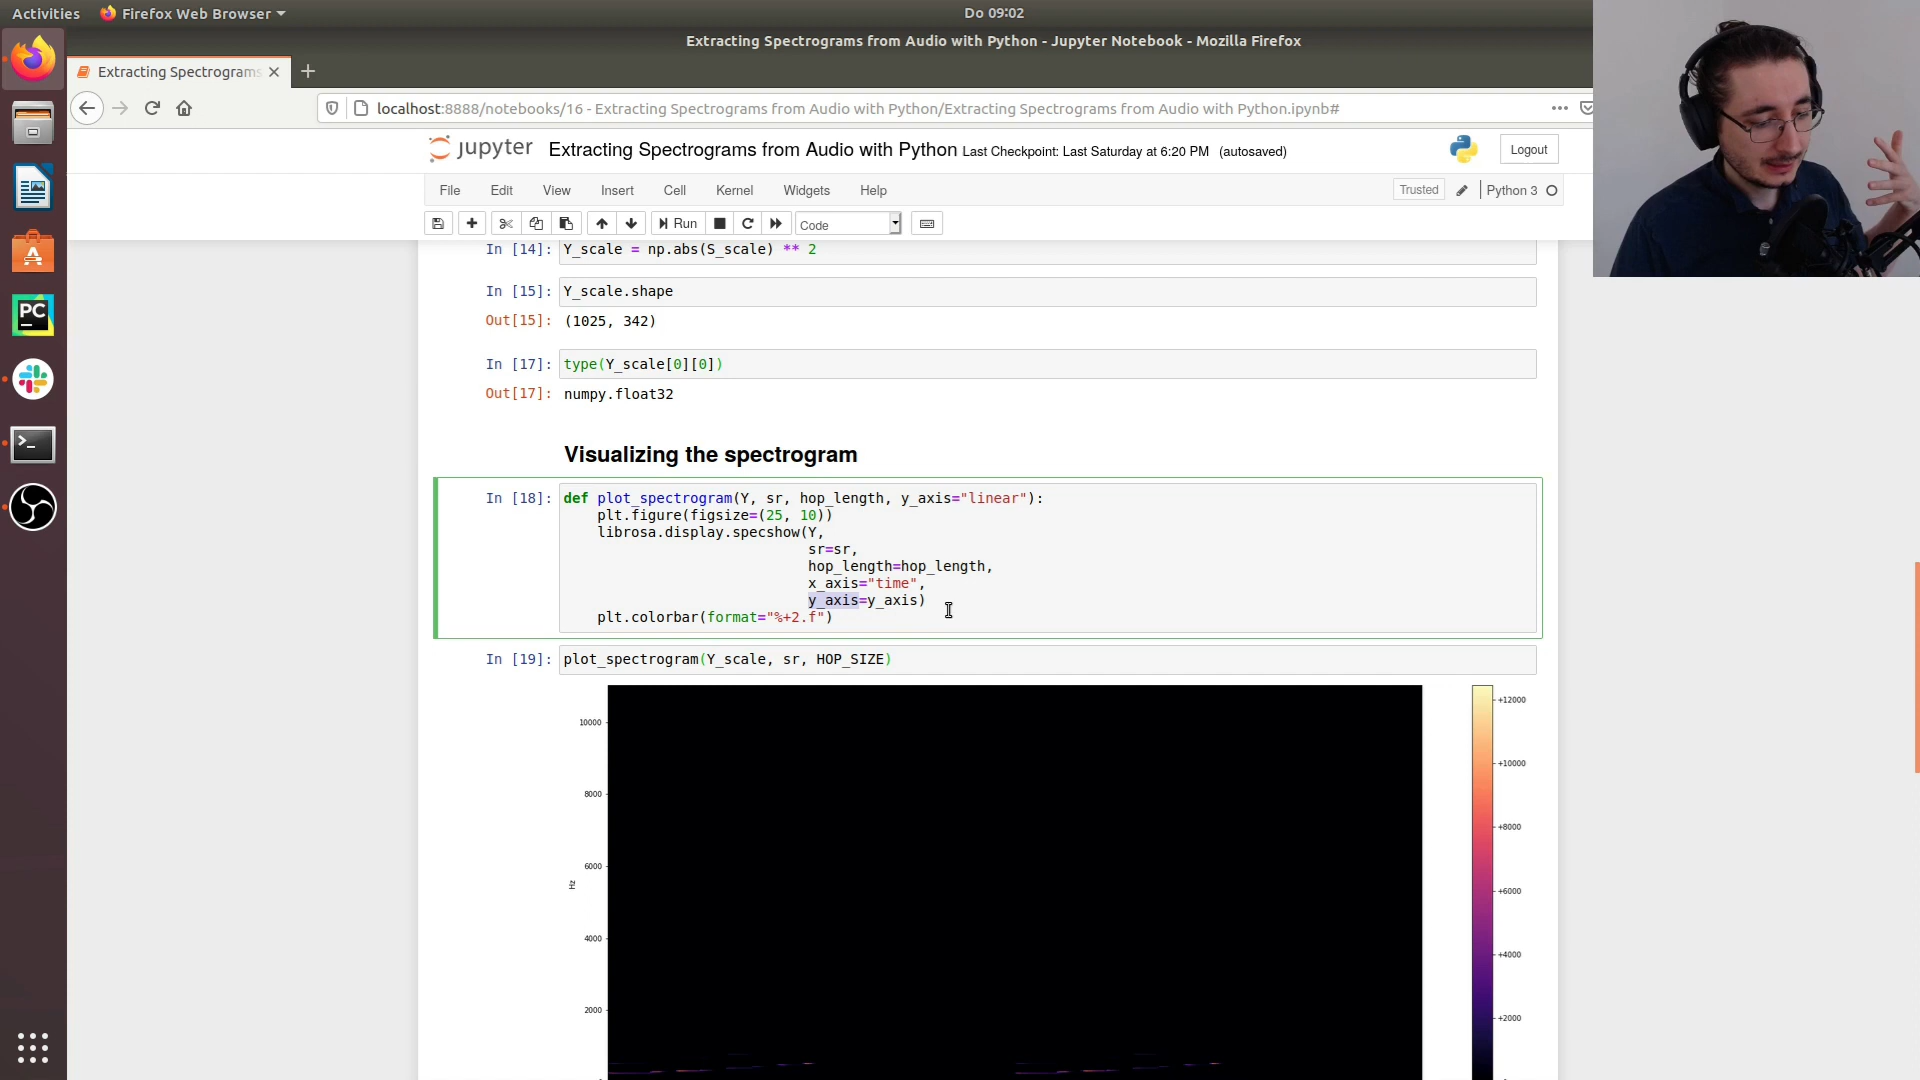 Activities
Firefox Web Browser
Do 09:02
Extracting Spectrograms from Audio with Python - Jupyter Notebook - Mozilla Firefox
Extracting Spectrograms
localhost:8888/notebooks/16 - Extracting Spectrograms from Audio with Python/Extracting Spectrograms from Audio with Python.ipynb#
jupyter Extracting Spectrograms from Audio with Python Last Checkpoint: Last Saturday at 6:20 PM (autosaved)
Logout
File Edit View Insert Cell Kernel Widgets Help
Trusted
Python 3
Run
Code
In [14]: Y_scale = np.abs(S_scale) ** 2
In [15]: Y_scale.shape
Out[15]: (1025, 342)
In [17]: type(Y_scale[0][0])
Out[17]: numpy.float32
Visualizing the spectrogram
In [18]: def plot_spectrogram(Y, sr, hop_length, y_axis="linear"):
plt.figure(figsize=(25, 10))
librosa.display.specshow(Y,
sr=sr,
hop_length=hop_length,
x_axis="time",
y_axis=y_axis)
plt.colorbar(format="%+2.f")
In [19]: plot_spectrogram(Y_scale, sr, HOP_SIZE)
10000
8000
6000
Hz
4000
2000
+12000
+10000
+8000
+6000
+4000
+2000
PC